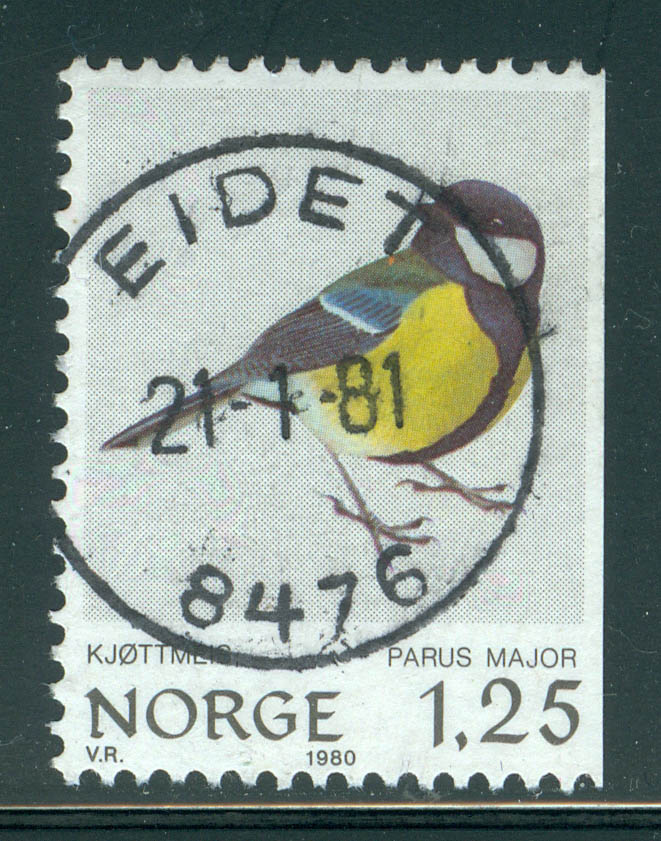 EIDET
21-1-81
8476
KJØTTMEIS PARUS MAJOR
NORGE 1,25
V.R. 1980